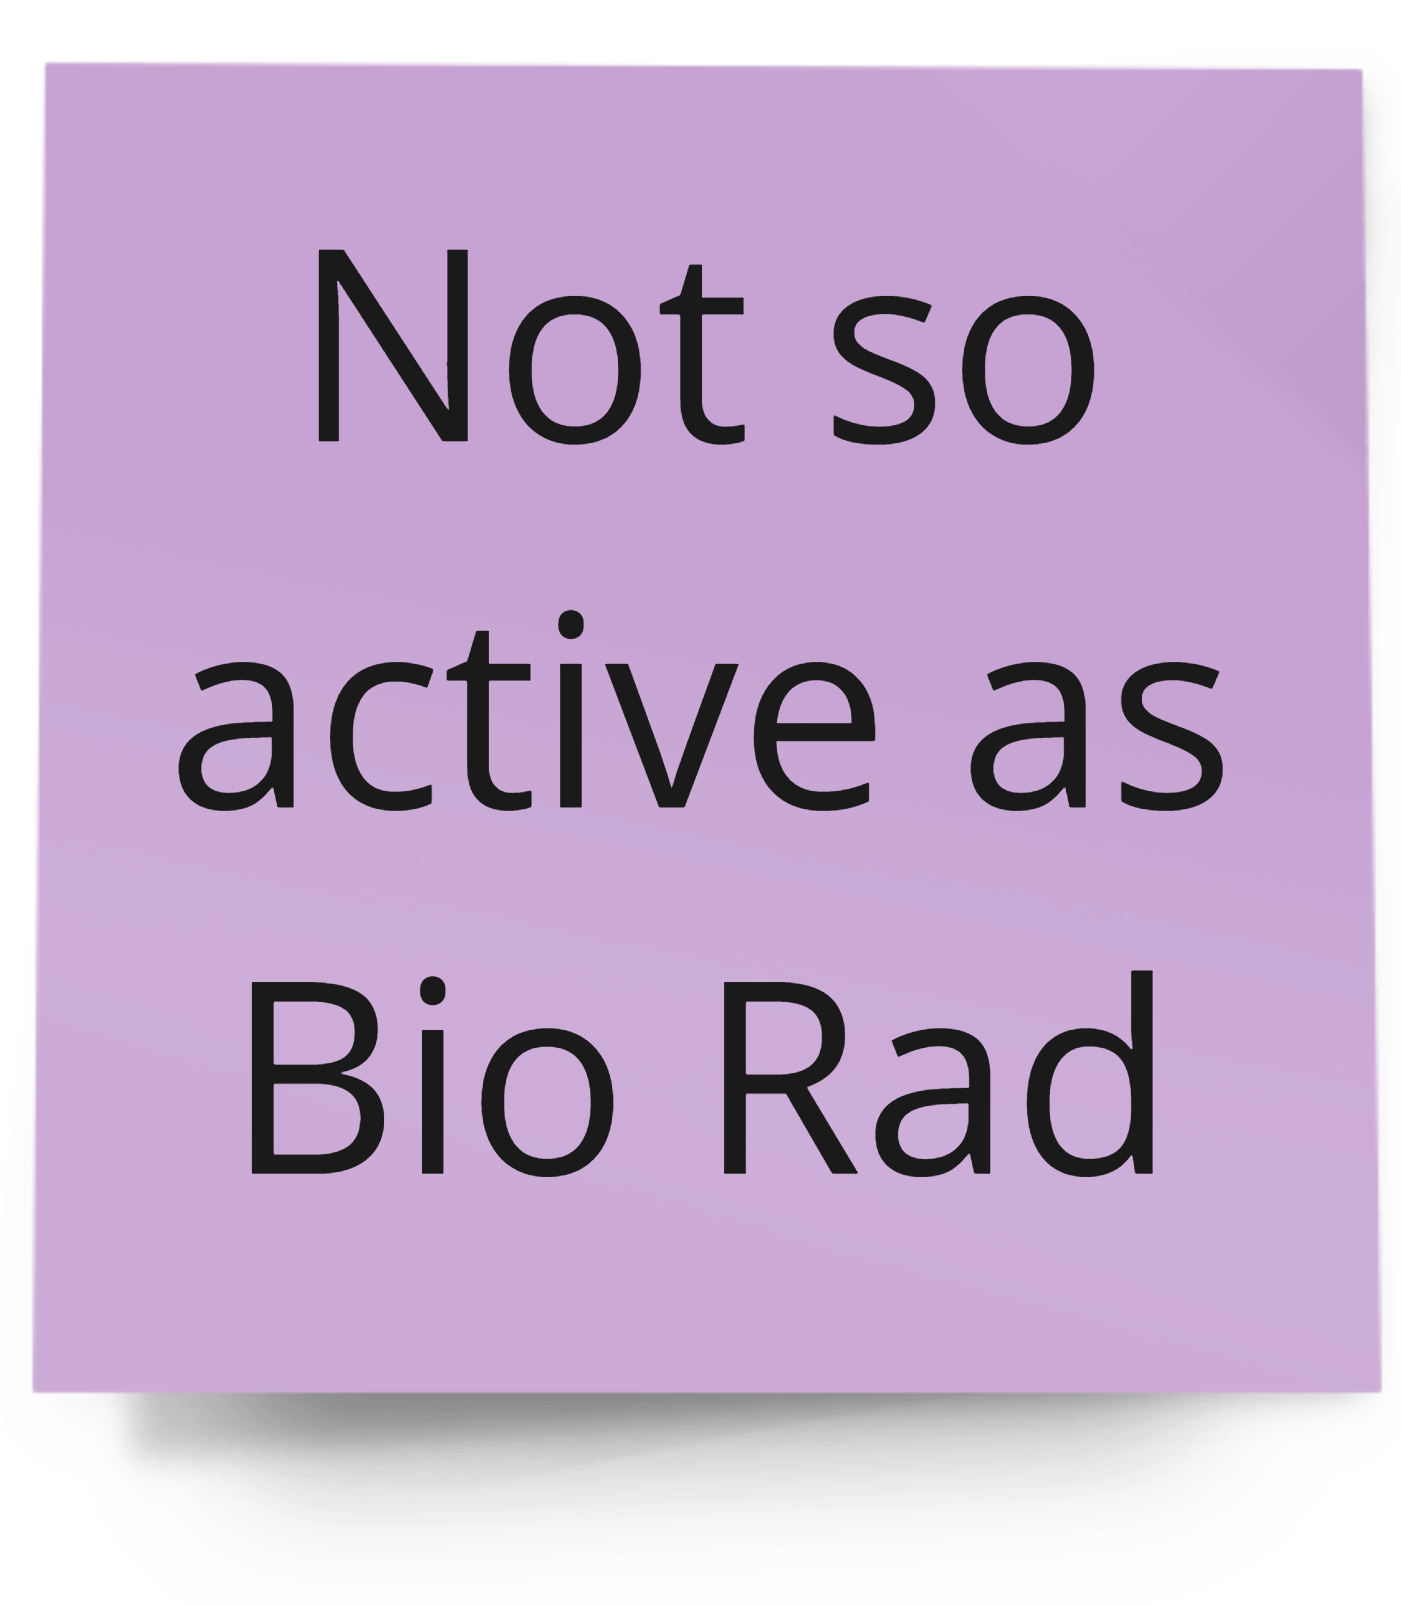 Not so
active as
Bio Rad